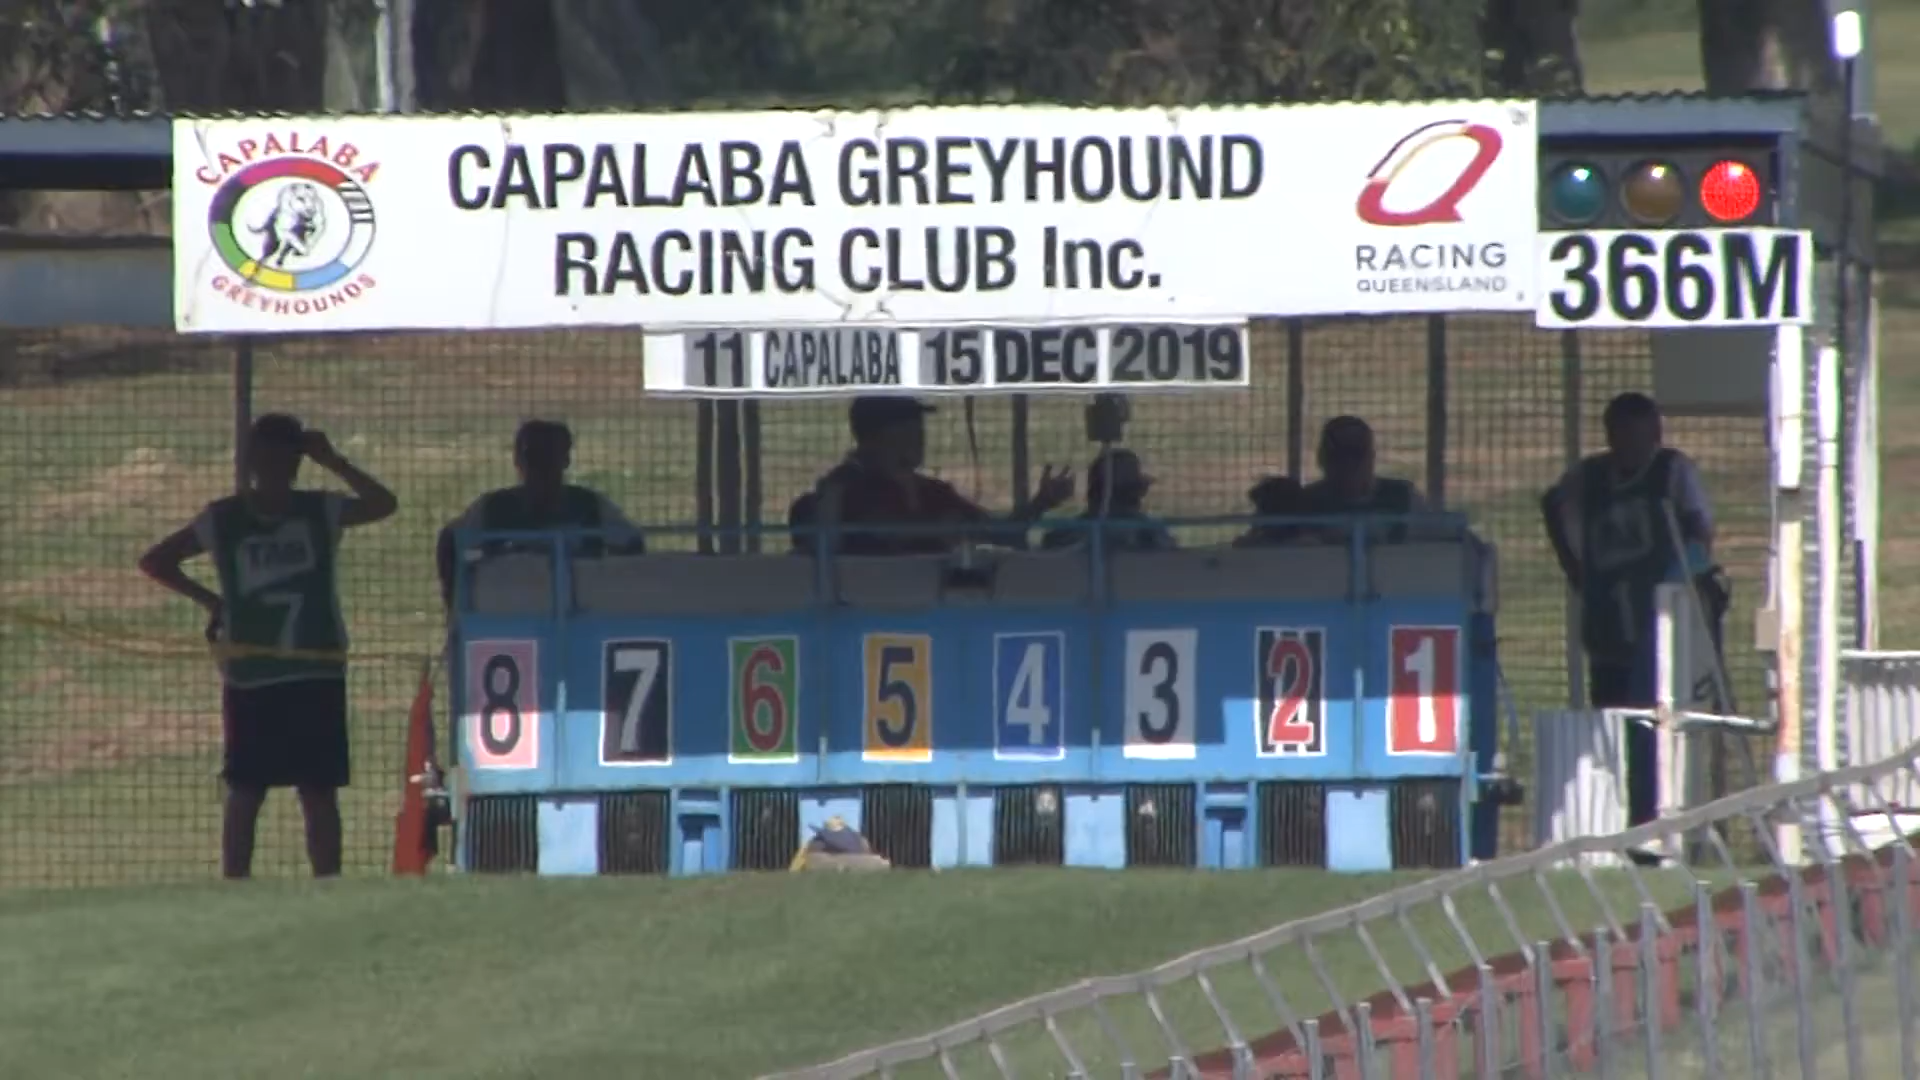 CAPALABA
GREYHOUNDS
CAPALABA GREYHOUND
RACING CLUB Inc.
RACING
QUEENSLAND
366M
11 CAPALABA 15 DEC 2019
TAB
7
8 7 6 5 4 3 2 1